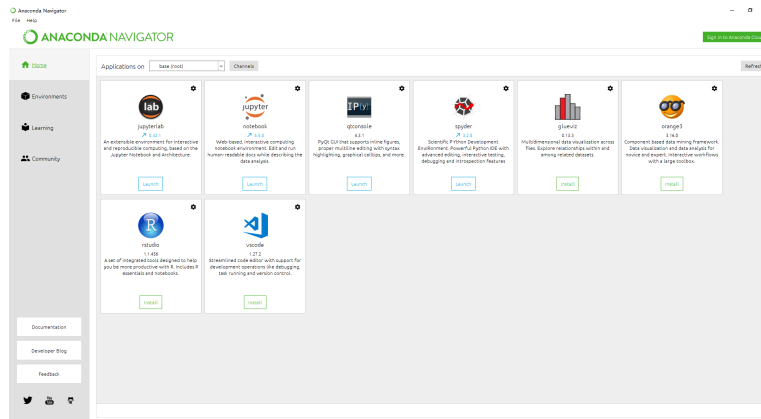 Anaconda Navigator
File Help
ANACONDA NAVIGATOR
Sign in to Anaconda Clou
Home
Environments
Learning
Community
Documentation
Developer Blog
Feedback
Applications on
base (root)
Channels
Refresh
lab
jupyterlab
0.32.1
An extensible environment for interactive
and reproducible computing, based on the
Jupyter Notebook and Architecture.
Launch
jupyter
notebook
5.5.0
Web-based, interactive computing
notebook environment. Edit and run
human-readable docs while describing the
data analysis.
Launch
IP[y]:
qtconsole
4.3.1
PyQt GUI that supports inline figures,
proper multiline editing with syntax
highlighting, graphical calltips, and more.
Launch
spyder
3.2.8
Scientific PYthon Development
EnviRonment. Powerful Python IDE with
advanced editing, interactive testing,
debugging and introspection features
Launch
glueviz
0.13.3
Multidimensional data visualization across
files. Explore relationships within and
among related datasets.
Install
orange3
3.16.0
Component based data mining framework.
Data visualization and data analysis for
novice and expert. Interactive workflows
with a large toolbox.
Install
R
rstudio
1.1.456
A set of integrated tools designed to help
you be more productive with R. Includes R
essentials and notebooks.
Install
vscode
1.27.2
Streamlined code editor with support for
development operations like debugging,
task running and version control.
Install
You
Tube